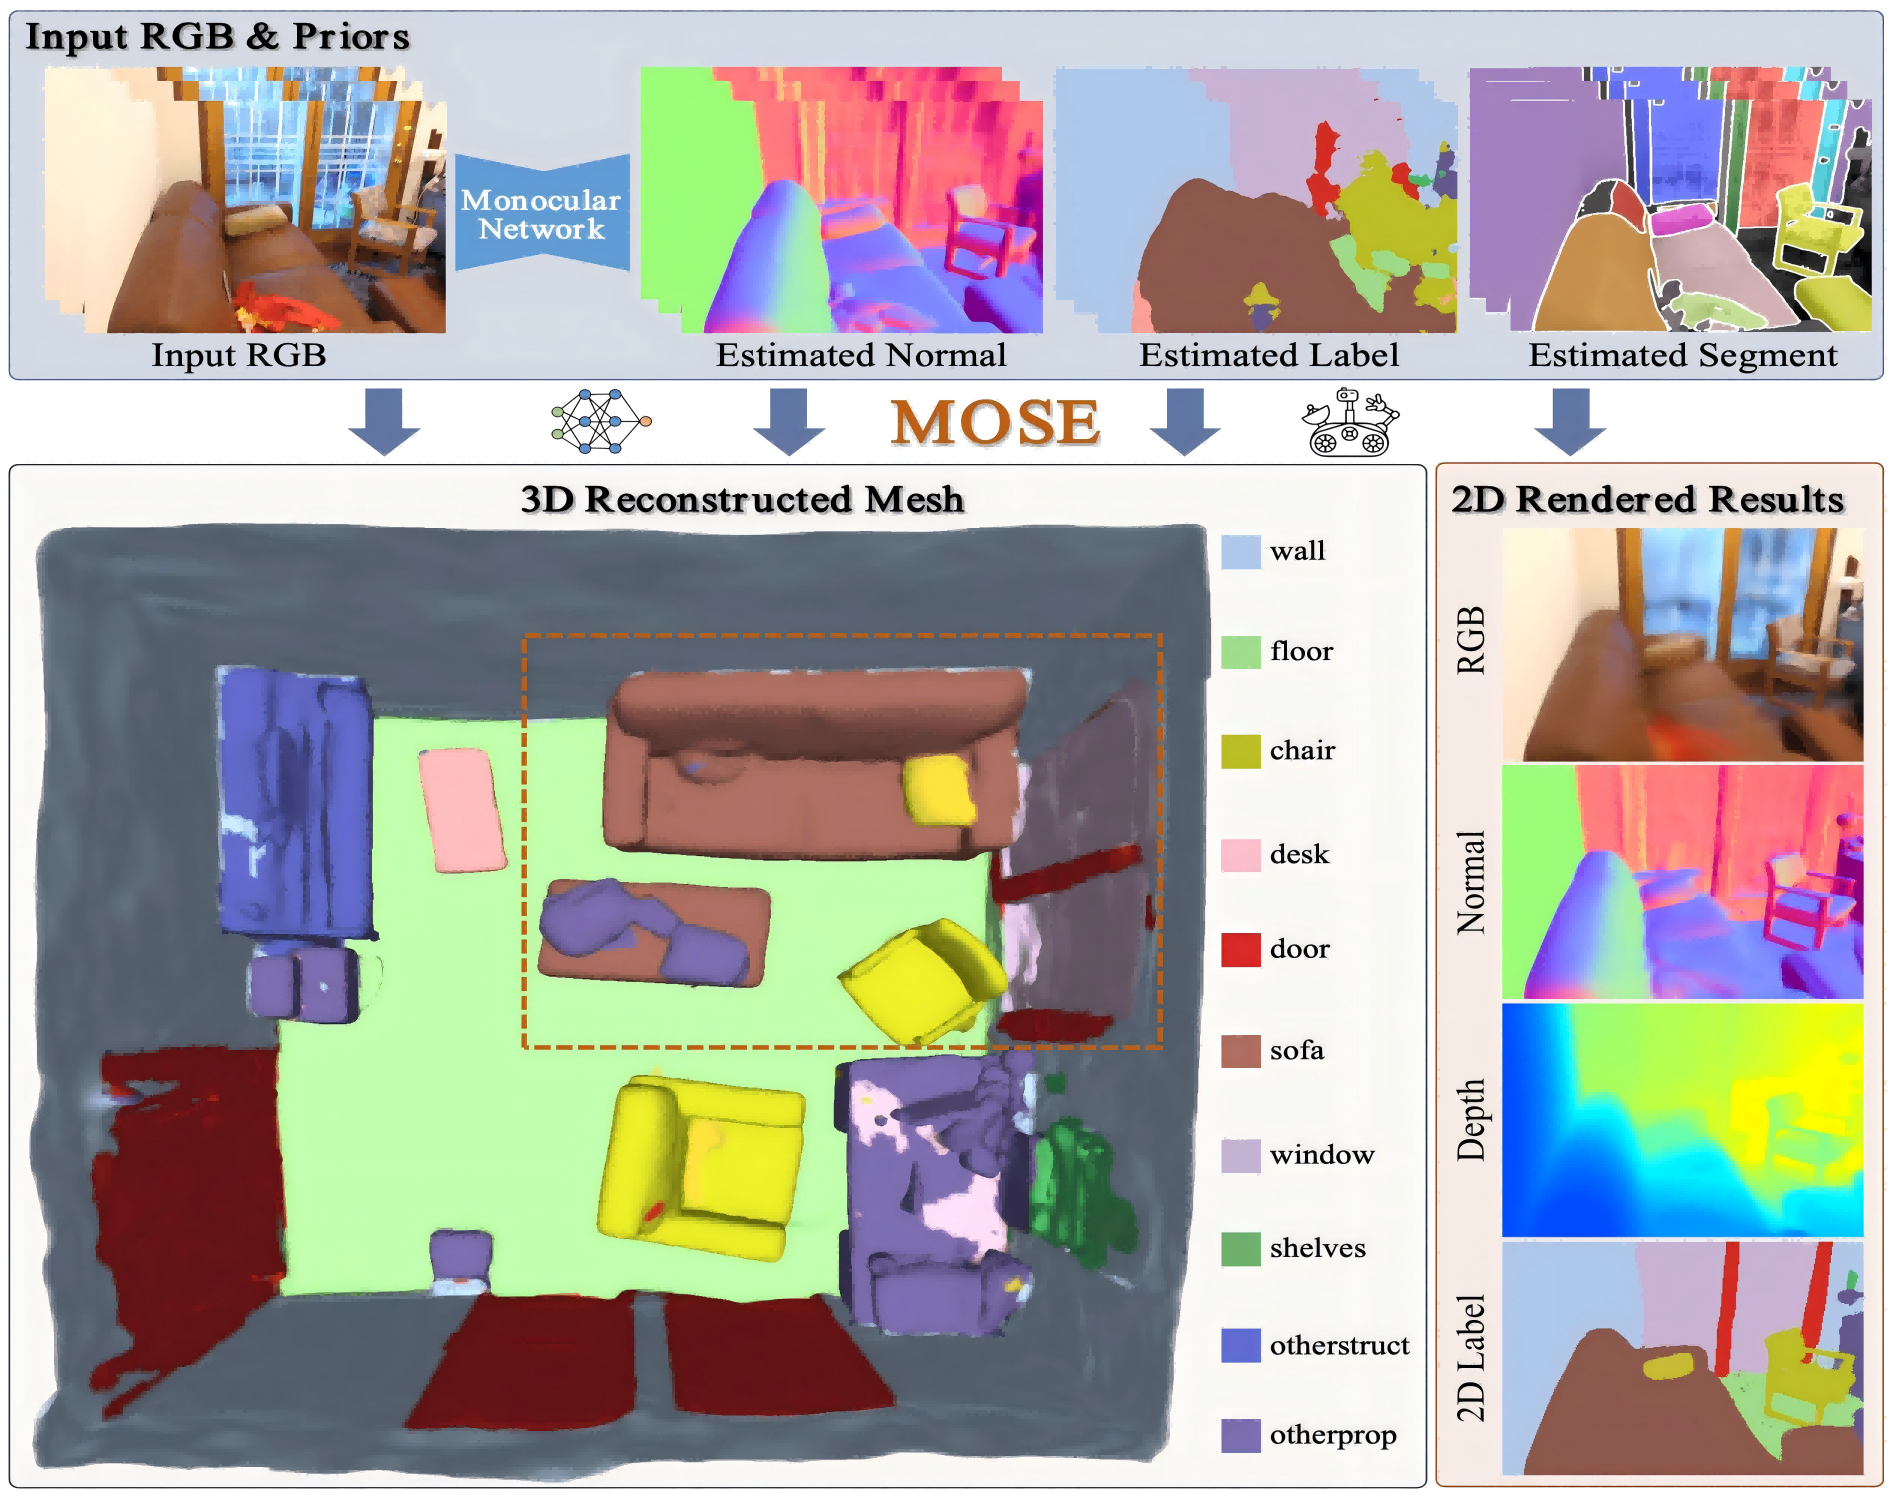 Input RGB & Priors
Monocular
Network
Input RGB
Estimated Normal
Estimated Label
Estimated Segment
MOSE
3D Reconstructed Mesh
wall
floor
chair
desk
door
sofa
window
shelves
otherstruct
otherprop
2D Rendered Results
RGB
Normal
Depth
2D Label